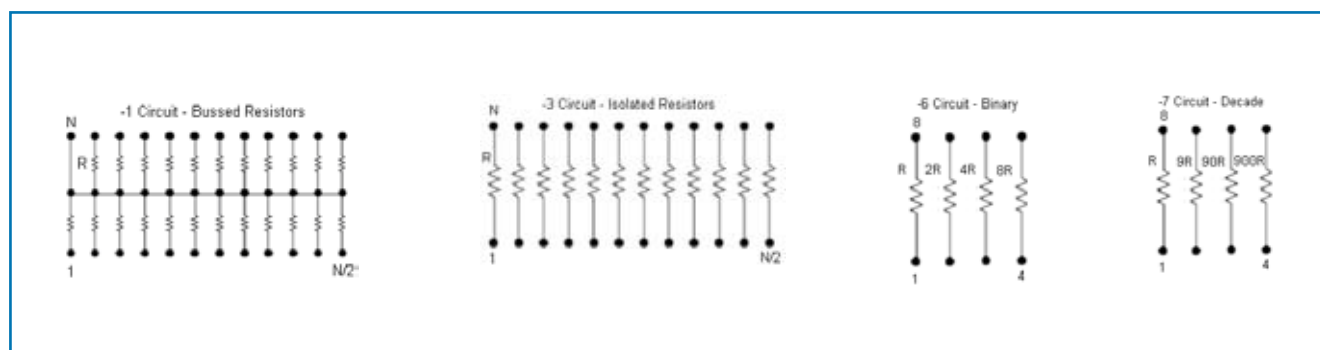 -1 Circuit - Bussed Resistors
N
R
1
N/2"
-3 Circuit - Isolated Resistors
N
R
1
N/2
-6 Circuit - Binary
8
R 2R 4R 8R
1 4
-7 Circuit - Decade
8
R 9R 90R 900R
1 4